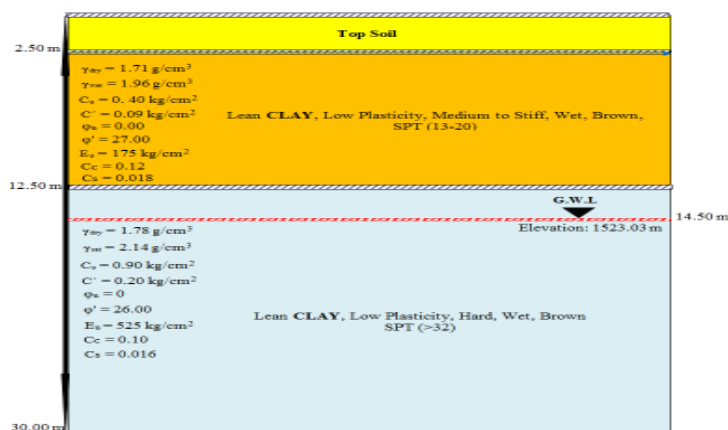 Top Soil
2.50 m
γdry = 1.71 g/cm³
γsat = 1.96 g/cm³
Cu = 0. 40 kg/cm²
C´ = 0.09 kg/cm²
φu = 0.00
φ' = 27.00
Es = 175 kg/cm²
Cc = 0.12
Cs = 0.018
Lean CLAY, Low Plasticity, Medium to Stiff, Wet, Brown,
SPT (13-20)
12.50 m
G.W.L
14.50 m
Elevation: 1523.03 m
γdry = 1.78 g/cm³
γsat = 2.14 g/cm³
Cu = 0.90 kg/cm²
C´ = 0.20 kg/cm²
φu = 0
φ' = 26.00
Es = 525 kg/cm²
Cc = 0.10
Cs = 0.016
Lean CLAY, Low Plasticity, Hard, Wet, Brown
SPT (>32)
30.00 m